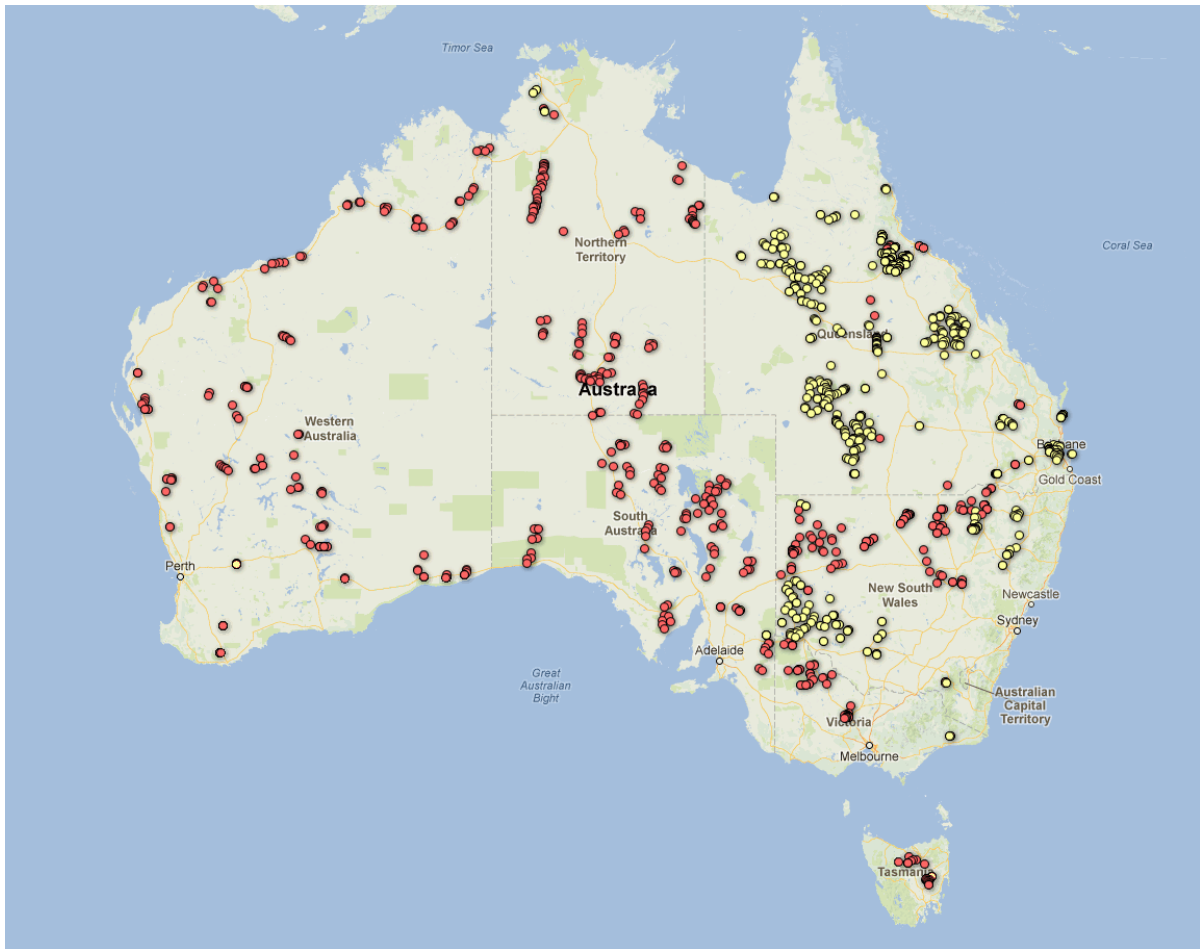 Timor Sea
Coral Sea
Northern
Territory
Queensland
Australia
Western
Australia
Brisbane
Gold Coast
South
Australia
Perth
New South
Wales
Newcastle
Sydney
Adelaide
Great
Australian
Bight
Australian
Capital
Territory
Victoria
Melbourne
Tasmania